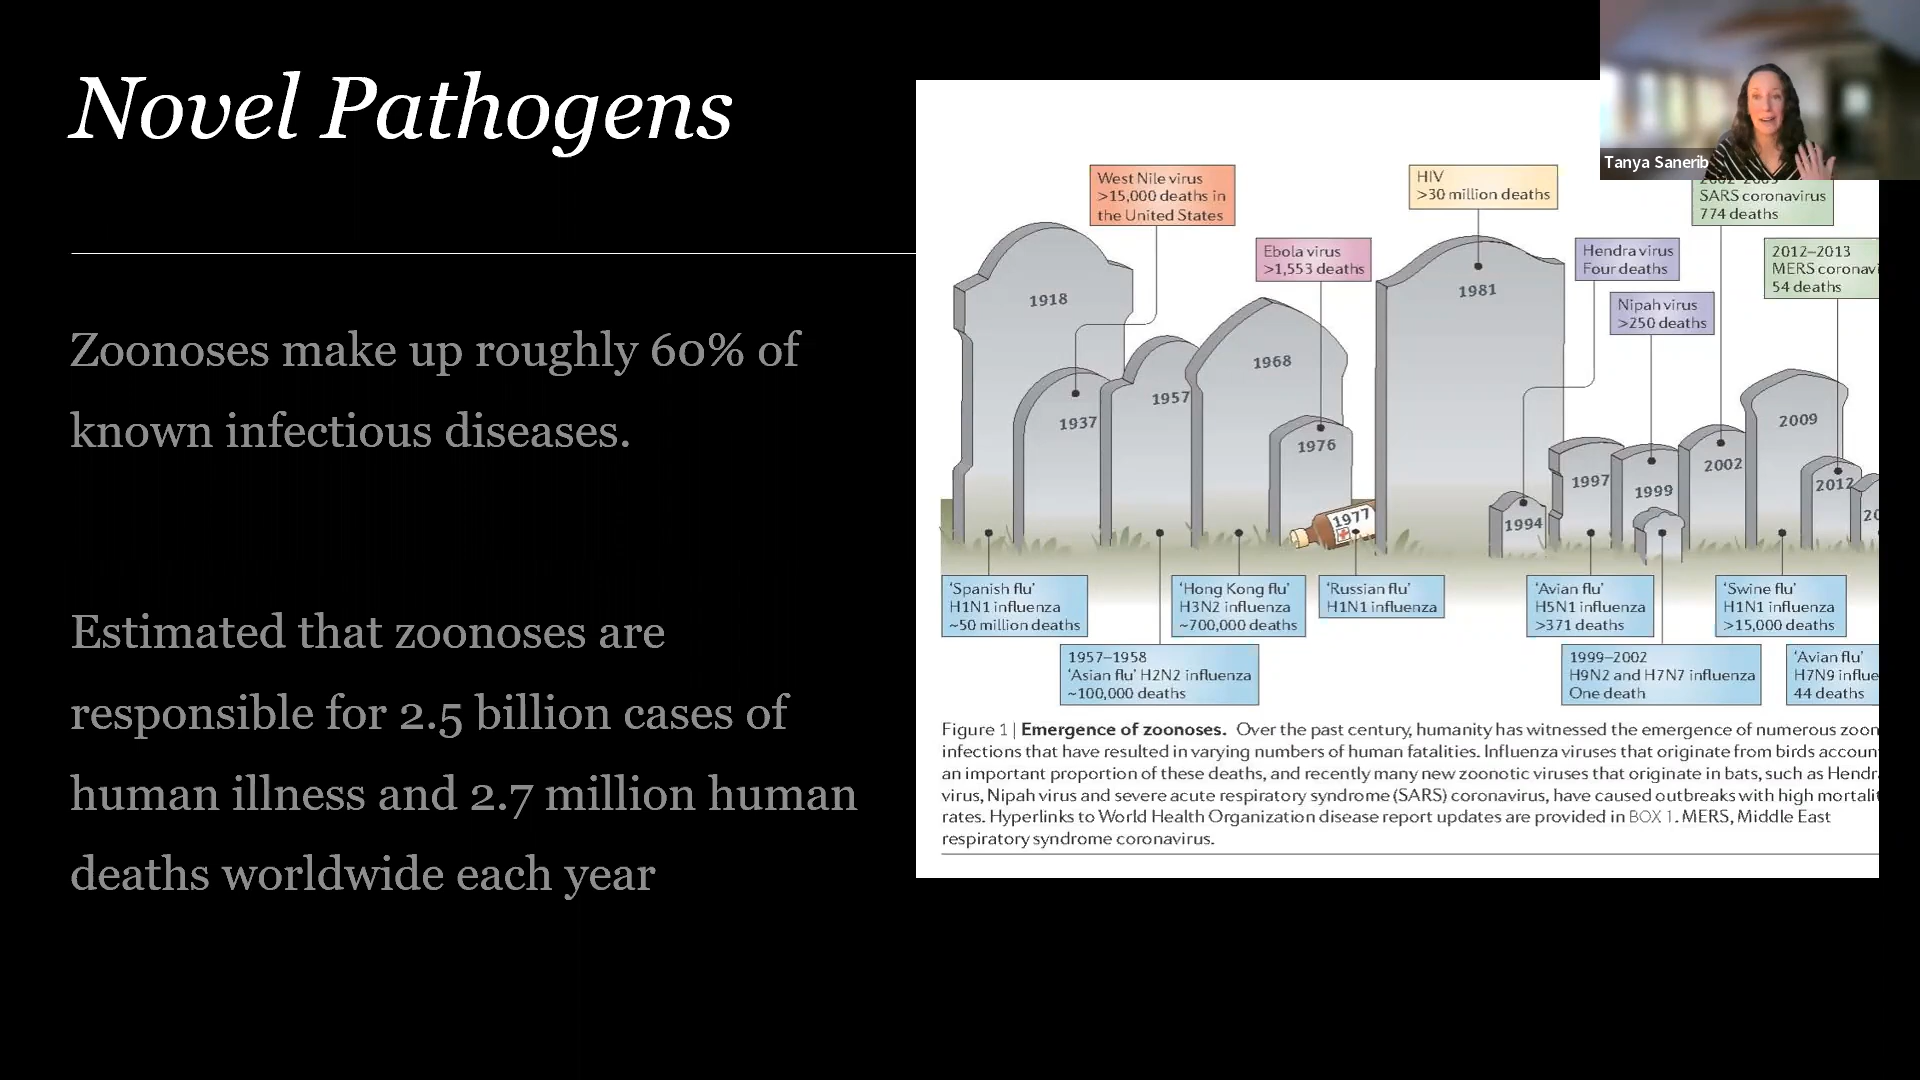 Novel Pathogens
Zoonoses make up roughly 60% of
known infectious diseases.
Estimated that zoonoses are
responsible for 2.5 billion cases of
human illness and 2.7 million human
deaths worldwide each year
Tanya Sanerib
West Nile virus
>15,000 deaths in
the United States
HIV
>30 million deaths
2002–2003
SARS coronavirus
774 deaths
Ebola virus
>1,553 deaths
Hendra virus
Four deaths
2012–2013
MERS coronavi
54 deaths
Nipah virus
>250 deaths
1918
1937
1957
1968
1976
1977
1981
1994
1997
1999
2002
2009
2012
20
'Spanish flu'
H1N1 influenza
~50 million deaths
'Hong Kong flu'
H3N2 influenza
~700,000 deaths
'Russian flu'
H1N1 influenza
'Avian flu'
H5N1 influenza
>371 deaths
'Swine flu'
H1N1 influenza
>15,000 deaths
1957–1958
'Asian flu' H2N2 influenza
~100,000 deaths
1999–2002
H9N2 and H7N7 influenza
One death
'Avian flu'
H7N9 influe
44 deaths
Figure 1 | Emergence of zoonoses. Over the past century, humanity has witnessed the emergence of numerous zoon
infections that have resulted in varying numbers of human fatalities. Influenza viruses that originate from birds accoun
an important proportion of these deaths, and recently many new zoonotic viruses that originate in bats, such as Hendr
virus, Nipah virus and severe acute respiratory syndrome (SARS) coronavirus, have caused outbreaks with high mortali
rates. Hyperlinks to World Health Organization disease report updates are provided in BOX 1. MERS, Middle East
respiratory syndrome coronavirus.